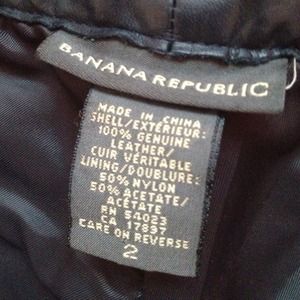 BANANA REPUBLIC
MADE IN CHINA
SHELL/EXTÉRIEUR:
100% GENUINE
LEATHER/
CUIR VÉRITABLE
LINING/DOUBLURE:
50% NYLON
50% ACETATE/
ACÉTATE
RN 54023
CA 17897
CARE ON REVERSE
2